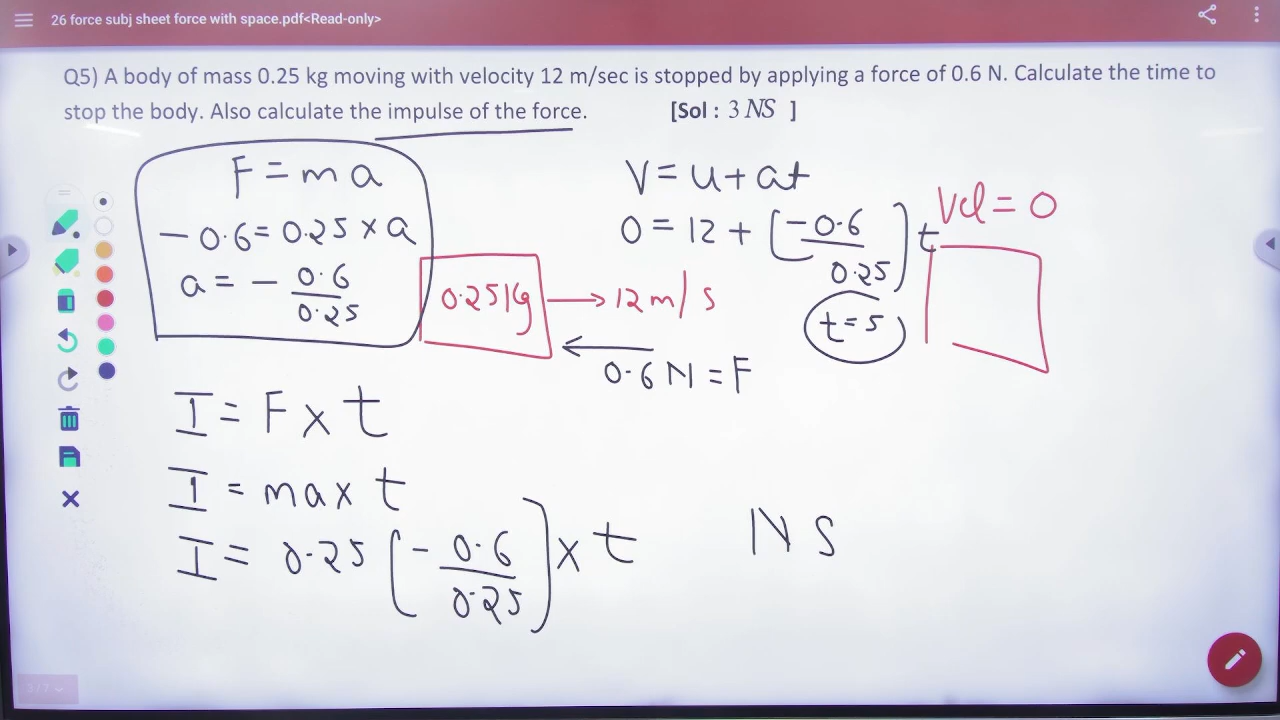 26 force subj sheet force with space.pdf<Read-only>
Q5) A body of mass 0.25 kg moving with velocity 12 m/sec is stopped by applying a force of 0.6 N. Calculate the time to
stop the body. Also calculate the impulse of the force. [Sol : 3 NS ]
F = ma
- 0.6 = 0.25 x a
a = - 0.6
0.25
V = u + at
0 = 12 + [- 0.6
0.25] t
t = 5
Vel = 0
0.25 Kg
12 m/s
0.6 N = F
I = F x t
I = ma x t
I = 0.25 [- 0.6
0.25] x t
N S
3/7